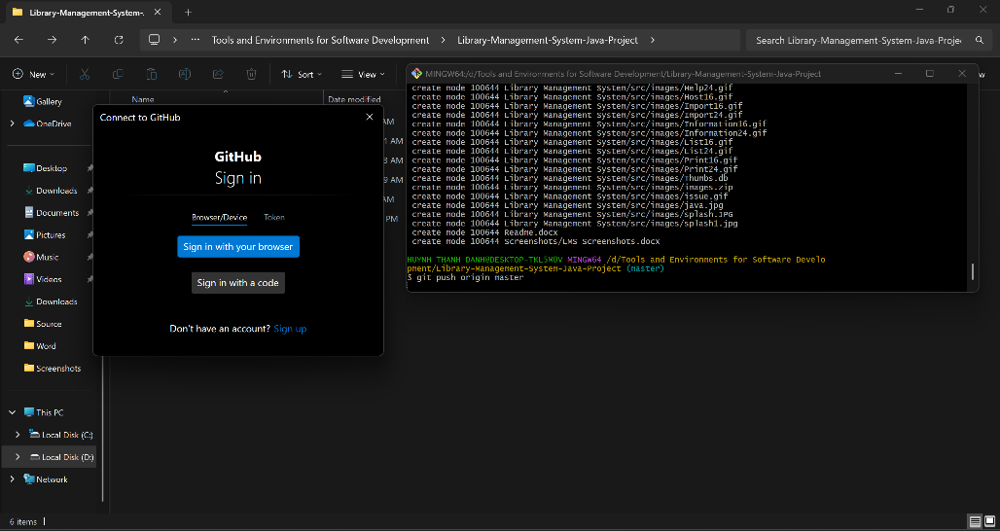 Library-Management-System-
Tools and Environments for Software Development > Library-Management-System-Java-Project >
Search Library-Management-System-Java-Proje
New
Sort
View
Gallery
OneDrive
Desktop
Downloads
Documents
Pictures
Music
Videos
Downloads
Source
Word
Screenshots
This PC
Local Disk (C:)
Local Disk (D:)
Network
6 items
Name
Date modified
AM
1 AM
3 AM
9 AM
AM
PM
Connect to GitHub
GitHub
Sign in
Browser/Device
Token
Sign in with your browser
Sign in with a code
Don't have an account? Sign up
MINGW64:/d/Tools and Environments for Software Development/Library-Management-System-Java-Project
create mode 100644 Library Management System/src/images/Help24.gif
create mode 100644 Library Management System/src/images/Host16.gif
create mode 100644 Library Management System/src/images/Import16.gif
create mode 100644 Library Management System/src/images/Import24.gif
create mode 100644 Library Management System/src/images/Information16.gif
create mode 100644 Library Management System/src/images/Information24.gif
create mode 100644 Library Management System/src/images/List16.gif
create mode 100644 Library Management System/src/images/List24.gif
create mode 100644 Library Management System/src/images/Print16.gif
create mode 100644 Library Management System/src/images/Print24.gif
create mode 100644 Library Management System/src/images/Thumbs.db
create mode 100644 Library Management System/src/images/images.zip
create mode 100644 Library Management System/src/images/issue.gif
create mode 100644 Library Management System/src/images/java.jpg
create mode 100644 Library Management System/src/images/splash.JPG
create mode 100644 Library Management System/src/images/splash1.jpg
create mode 100644 Readme.docx
create mode 100644 Screenshots/LMS Screenshots.docx
HUYNH THANH DANH@DESKTOP-TKL5MOV MINGW64 /d/Tools and Environments for Software Develo
pment/Library-Management-System-Java-Project (master)
$ git push origin master